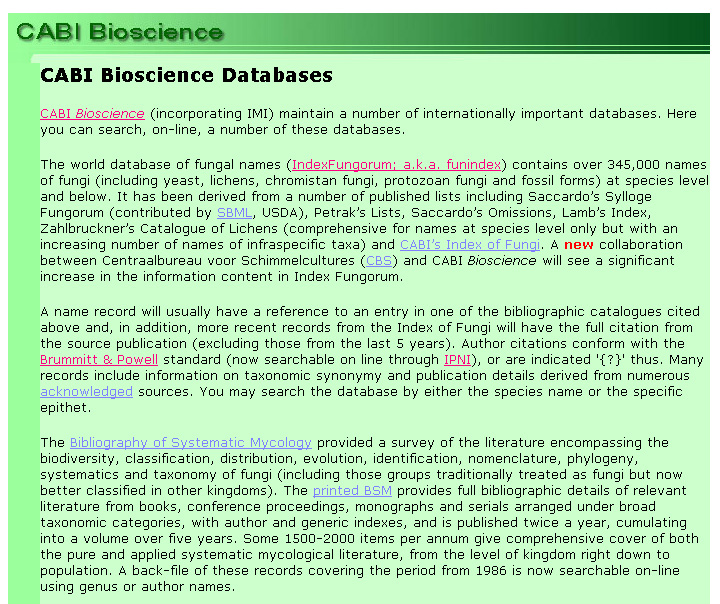 CABI Bioscience
CABI Bioscience Databases
CABI Bioscience (incorporating IMI) maintain a number of internationally important databases. Here
you can search, on-line, a number of these databases.
The world database of fungal names (IndexFungorum; a.k.a. funindex) contains over 345,000 names
of fungi (including yeast, lichens, chromistan fungi, protozoan fungi and fossil forms) at species level
and below. It has been derived from a number of published lists including Saccardo's Sylloge
Fungorum (contributed by SBML, USDA), Petrak's Lists, Saccardo's Omissions, Lamb's Index,
Zahlbruckner's Catalogue of Lichens (comprehensive for names at species level only but with an
increasing number of names of infraspecific taxa) and CABI's Index of Fungi. A new collaboration
between Centraalbureau voor Schimmelcultures (CBS) and CABI Bioscience will see a significant
increase in the information content in Index Fungorum.
A name record will usually have a reference to an entry in one of the bibliographic catalogues cited
above and, in addition, more recent records from the Index of Fungi will have the full citation from
the source publication (excluding those from the last 5 years). Author citations conform with the
Brummitt & Powell standard (now searchable on line through IPNI), or are indicated '{?}' thus. Many
records include information on taxonomic synonymy and publication details derived from numerous
acknowledged sources. You may search the database by either the species name or the specific
epithet.
The Bibliography of Systematic Mycology provided a survey of the literature encompassing the
biodiversity, classification, distribution, evolution, identification, nomenclature, phylogeny,
systematics and taxonomy of fungi (including those groups traditionally treated as fungi but now
better classified in other kingdoms). The printed BSM provides full bibliographic details of relevant
literature from books, conference proceedings, monographs and serials arranged under broad
taxonomic categories, with author and generic indexes, and is published twice a year, cumulating
into a volume over five years. Some 1500-2000 items per annum give comprehensive cover of both
the pure and applied systematic mycological literature, from the level of kingdom right down to
population. A back-file of these records covering the period from 1986 is now searchable on-line
using genus or author names.